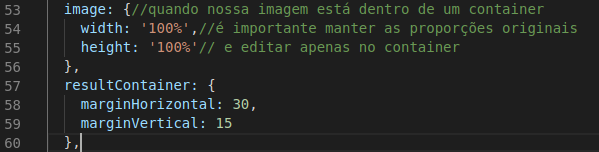 53 image: {//quando nossa imagem está dentro de um container
54 width: '100%',//é importante manter as proporções originais
55 height: '100%'// e editar apenas no container
56 },
57 resultContainer: {
58 marginHorizontal: 30,
59 marginVertical: 15
60 },